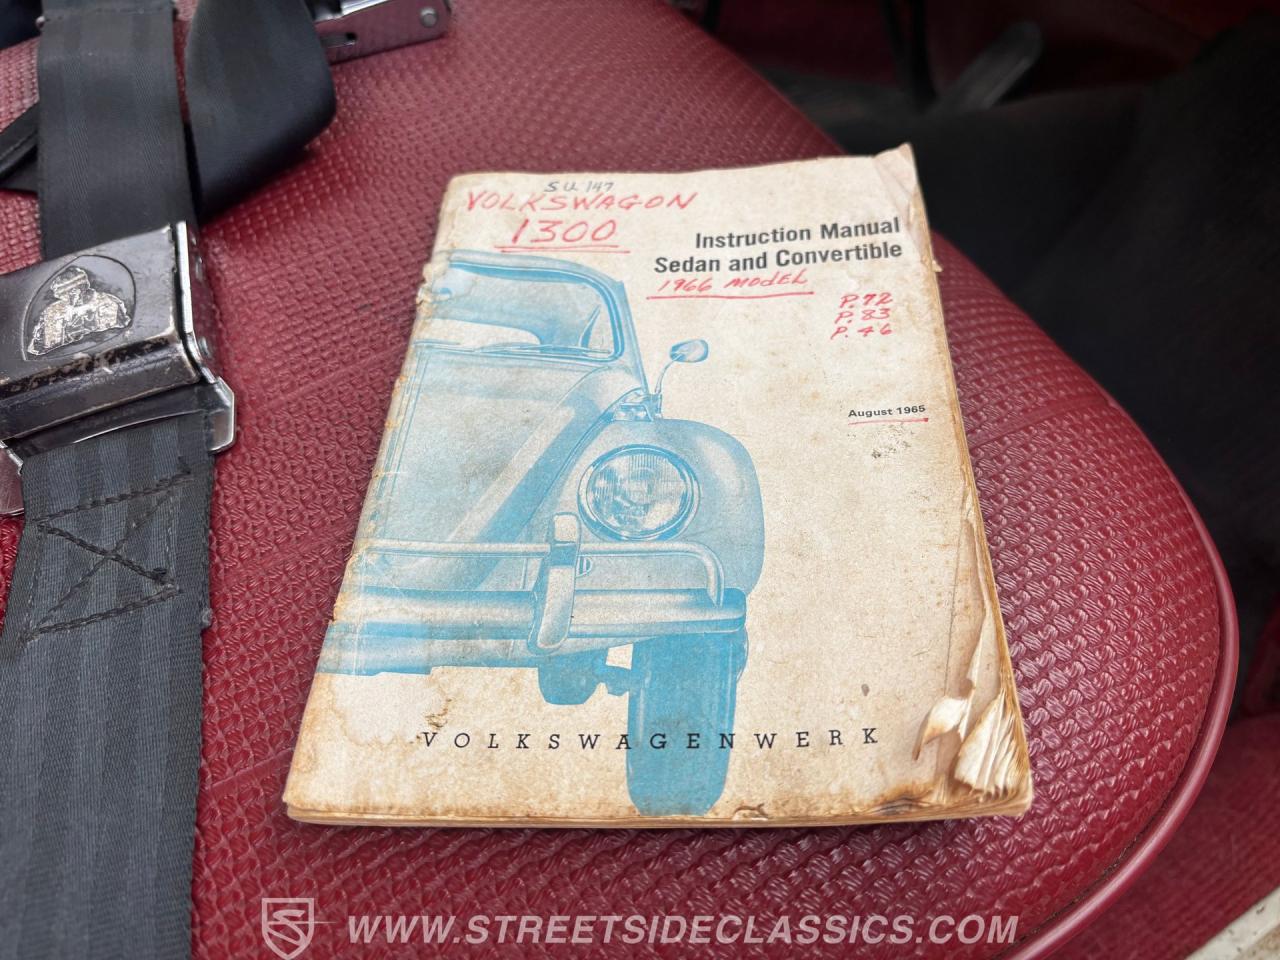 SU 147
VOLKSWAGON
1300
Instruction Manual
Sedan and Convertible
1966 MODEL
P. 72
P. 83
P. 46
August 1965
VOLKSWAGENWERK
WWW.STREETSIDECLASSICS.COM